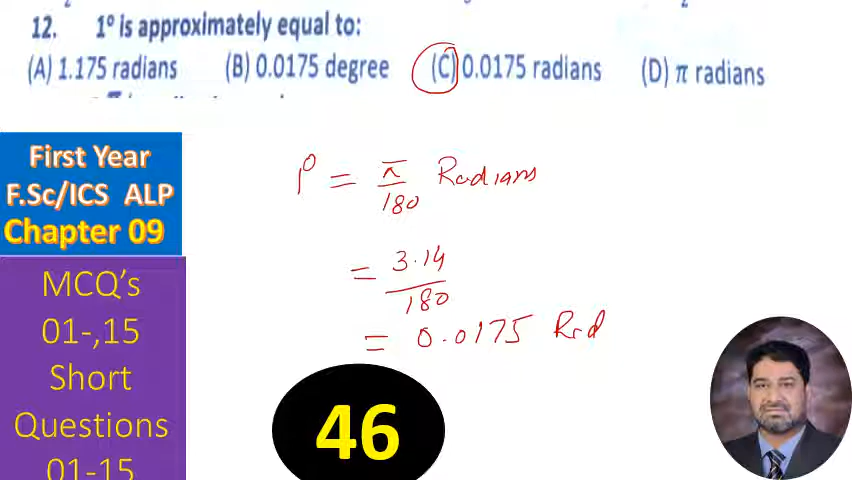 12. 1° is approximately equal to:
(A) 1.175 radians (B) 0.0175 degree (C) 0.0175 radians (D) π radians
First Year
F.Sc/ICS ALP
Chapter 09
MCQ's
01-,15
Short
Questions
01-15
1° = π/180 Radians
= 3.14/180
= 0.0175 Rad
46